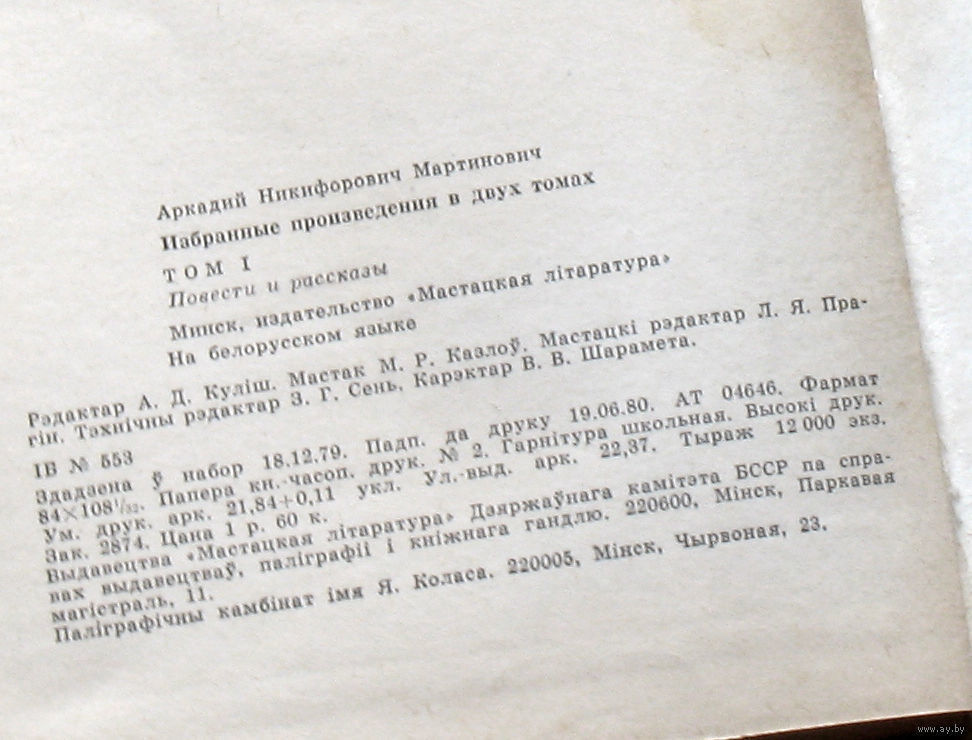 Аркадий Никифорович Мартинович
Избранные произведения в двух томах
ТОМ I
Повести и рассказы
Минск, издательство «Мастацкая літаратура»
На белорусском языке
Рэдактар А. Д. Куліш. Мастак М. Р. Казлоў. Мастацкі рэдактар Л. Я. Пра-
гін. Тэхнічны рэдактар З. Г. Сень. Карэктар В. В. Шарамета.
ІБ № 553
Здадзена ў набор 18.12.79. Падп. да друку 19.06.80. АТ 04646. Фармат
84×108¹/₃₂. Папера кн.-часоп. друк. № 2. Гарнітура школьная. Высокі друк.
Ум. друк. арк. 21,84+0,11 укл. Ул.-выд. арк. 22,37. Тыраж 12 000 экз.
Зак. 2874. Цана 1 р. 60 к.
Выдавецтва «Мастацкая літаратура» Дзяржаўнага камітэта БССР па спра-
вах выдавецтваў, паліграфіі і кніжнага гандлю. 220600, Мінск, Паркавая
магістраль, 11.
Паліграфічны камбінат імя Я. Коласа. 220005, Мінск, Чырвоная, 23.
www.ay.by